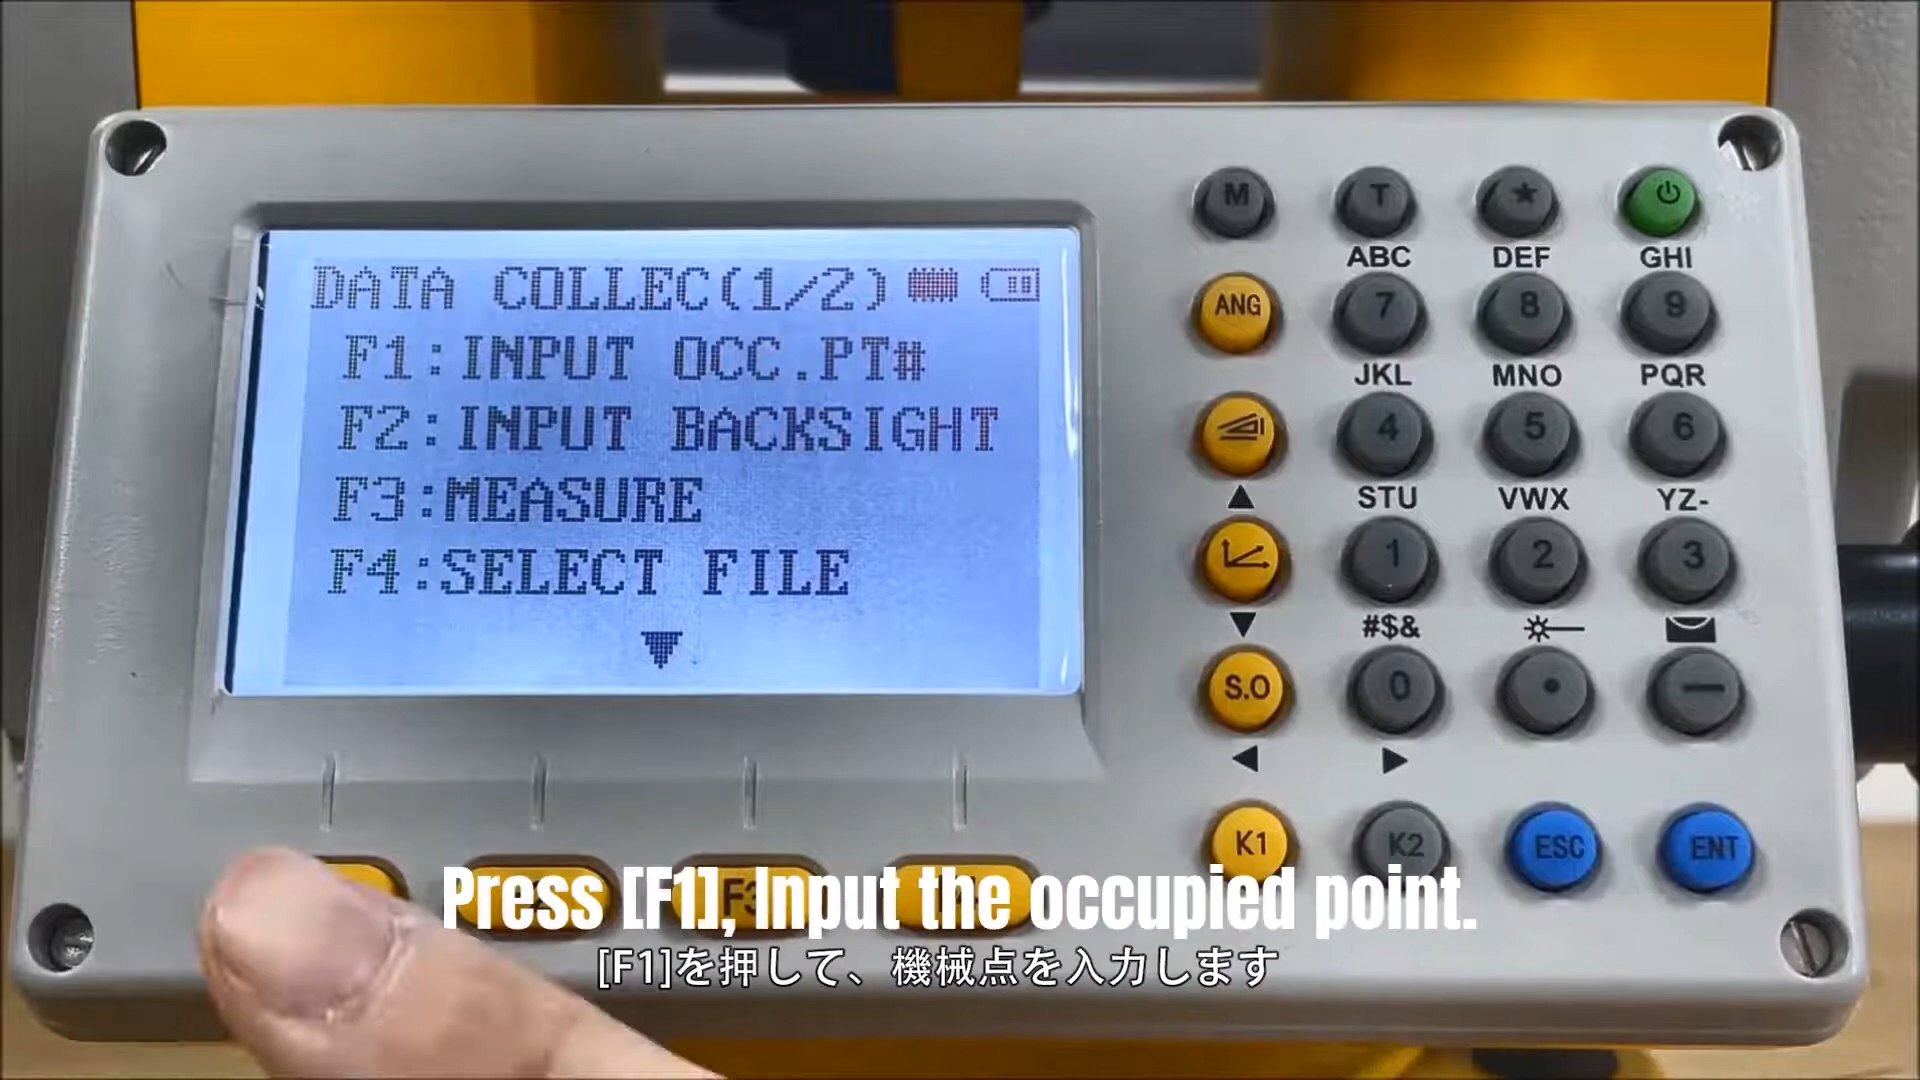 DATA COLLEC(1/2)
F1:INPUT OCC.PT#
F2:INPUT BACKSIGHT
F3:MEASURE
F4:SELECT FILE
M T ★
ABC DEF GHI
ANG 7 8 9
JKL MNO PQR
4 5 6
STU VWX YZ-
1 2 3
#$&
S.O 0 • —
K1 K2 ESC ENT
F3
Press [F1], Input the occupied point.
[F1]を押して、機械点を入力します